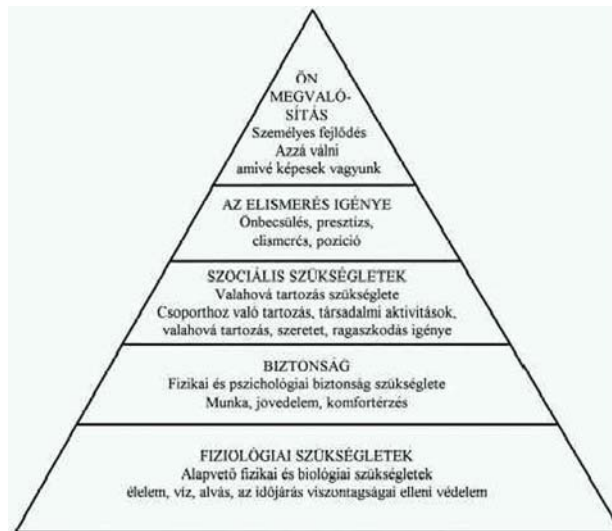 ÖN
MEGVALÓ-
SÍTÁS
Személyes fejlődés
Azzá válni
amivé képesek vagyunk
AZ ELISMERÉS IGÉNYE
Önbecsülés, presztizs,
elismerés, pozíció
SZOCIÁLIS SZÜKSÉGLETEK
Valahová tartozás szükséglete
Csoporthoz való tartozás, társadalmi aktivitások,
valahová tartozás, szeretet, ragaszkodás igénye
BIZTONSÁG
Fizikai és pszichológiai biztonság szükséglete
Munka, jövedelem, komfortérzés
FIZIOLÓGIAI SZÜKSÉGLETEK
Alapvető fizikai és biológiai szükségletek
élelem, víz, alvás, az időjárás viszontagságai elleni védelem